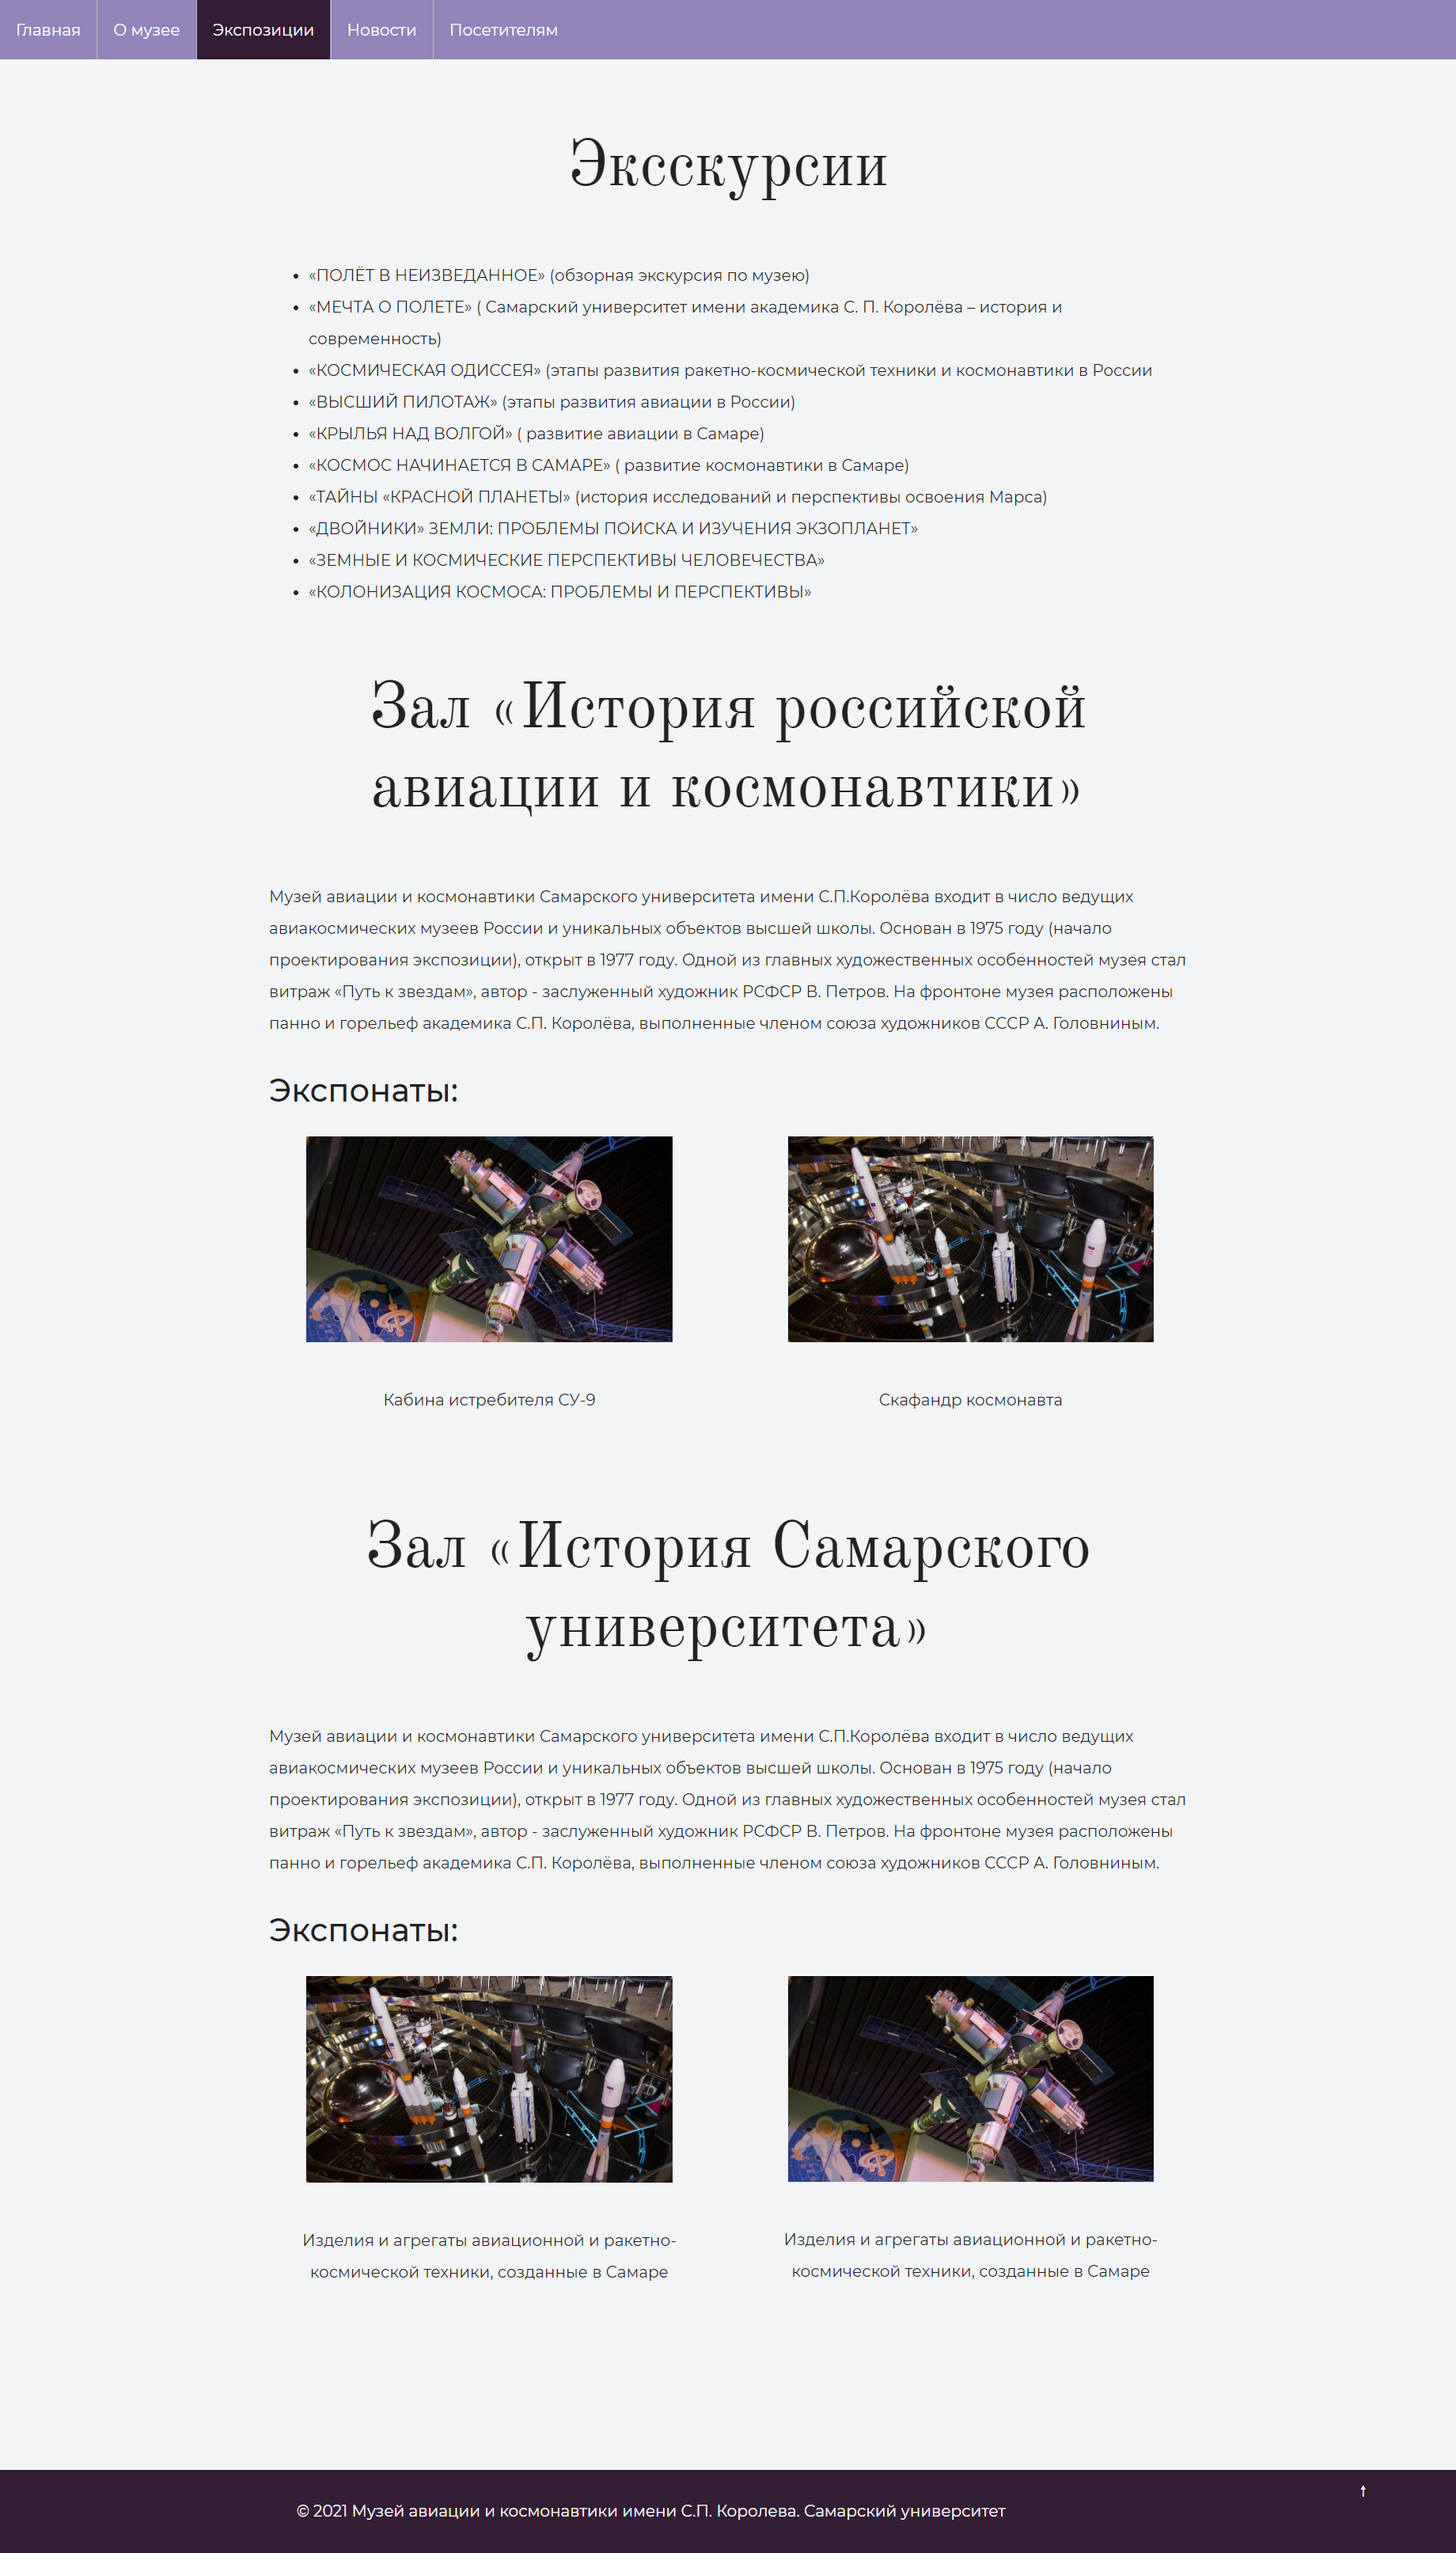 Главная О музее Экспозиции Новости Посетителям
Эксскурсии
• «ПОЛЁТ В НЕИЗВЕДАННОЕ» (обзорная экскурсия по музею)
• «МЕЧТА О ПОЛЕТЕ» ( Самарский университет имени академика С. П. Королёва – история и
современность)
• «КОСМИЧЕСКАЯ ОДИССЕЯ» (этапы развития ракетно-космической техники и космонавтики в России
• «ВЫСШИЙ ПИЛОТАЖ» (этапы развития авиации в России)
• «КРЫЛЬЯ НАД ВОЛГОЙ» ( развитие авиации в Самаре)
• «КОСМОС НАЧИНАЕТСЯ В САМАРЕ» ( развитие космонавтики в Самаре)
• «ТАЙНЫ «КРАСНОЙ ПЛАНЕТЫ» (история исследований и перспективы освоения Марса)
• «ДВОЙНИКИ» ЗЕМЛИ: ПРОБЛЕМЫ ПОИСКА И ИЗУЧЕНИЯ ЭКЗОПЛАНЕТ»
• «ЗЕМНЫЕ И КОСМИЧЕСКИЕ ПЕРСПЕКТИВЫ ЧЕЛОВЕЧЕСТВА»
• «КОЛОНИЗАЦИЯ КОСМОСА: ПРОБЛЕМЫ И ПЕРСПЕКТИВЫ»
Зал «История российской
авиации и космонавтики»
Музей авиации и космонавтики Самарского университета имени С.П.Королёва входит в число ведущих
авиакосмических музеев России и уникальных объектов высшей школы. Основан в 1975 году (начало
проектирования экспозиции), открыт в 1977 году. Одной из главных художественных особенностей музея стал
витраж «Путь к звездам», автор - заслуженный художник РСФСР В. Петров. На фронтоне музея расположены
панно и горельеф академика С.П. Королёва, выполненные членом союза художников СССР А. Головниным.
Экспонаты:
Кабина истребителя СУ-9
Скафандр космонавта
Зал «История Самарского
университета»
Музей авиации и космонавтики Самарского университета имени С.П.Королёва входит в число ведущих
авиакосмических музеев России и уникальных объектов высшей школы. Основан в 1975 году (начало
проектирования экспозиции), открыт в 1977 году. Одной из главных художественных особенностей музея стал
витраж «Путь к звездам», автор - заслуженный художник РСФСР В. Петров. На фронтоне музея расположены
панно и горельеф академика С.П. Королёва, выполненные членом союза художников СССР А. Головниным.
Экспонаты:
Изделия и агрегаты авиационной и ракетно-
космической техники, созданные в Самаре
Изделия и агрегаты авиационной и ракетно-
космической техники, созданные в Самаре
© 2021 Музей авиации и космонавтики имени С.П. Королева. Самарский университет
↑